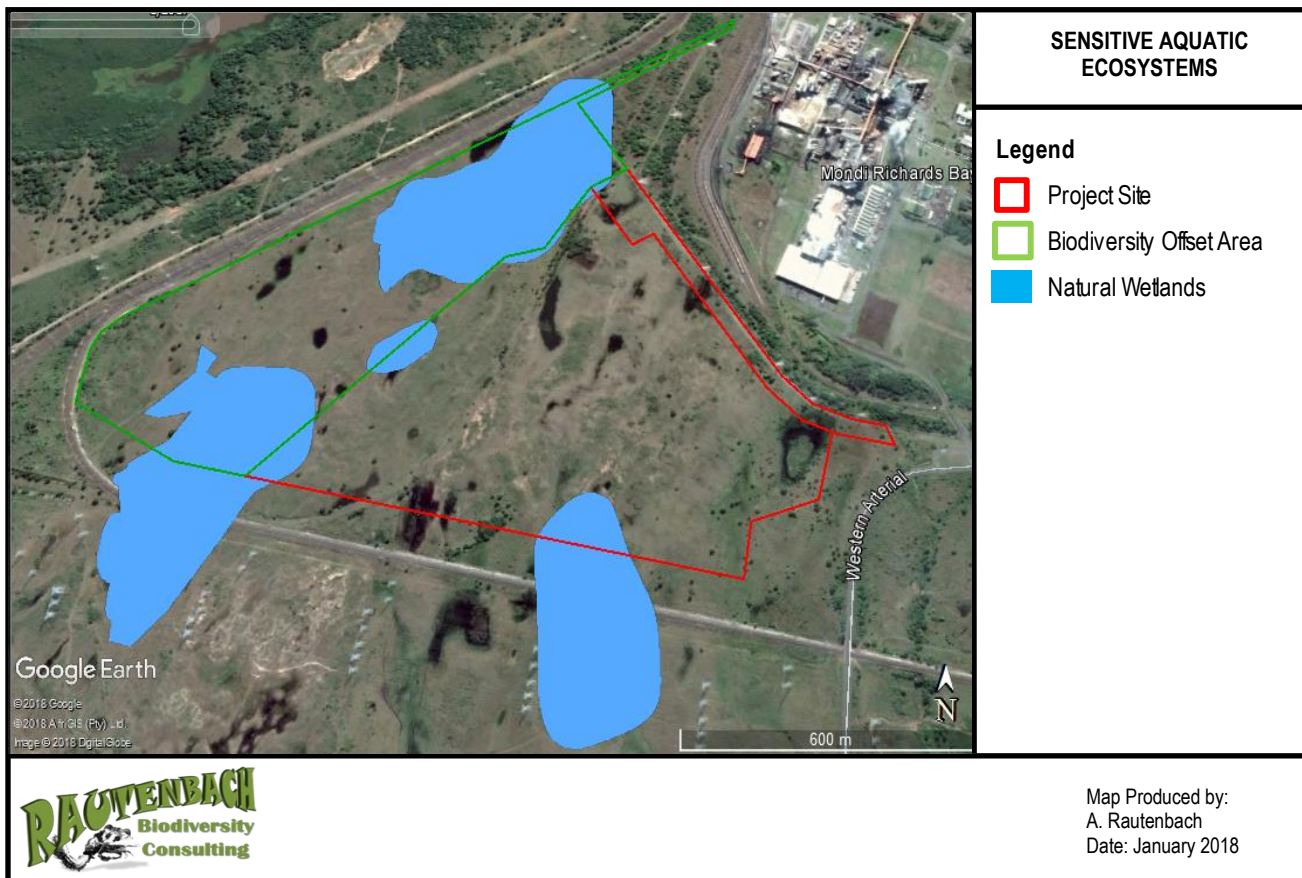 SENSITIVE AQUATIC
ECOSYSTEMS
Legend
Project Site
Biodiversity Offset Area
Natural Wetlands
Mondi Richards Bay
Western Arterial
Google Earth
©2018 Google
©2018 AfriGIS (Pty) Ltd.
Image © 2018 DigitalGlobe
N
600 m
RAUTENBACH
Biodiversity
Consulting
Map Produced by:
A. Rautenbach
Date: January 2018